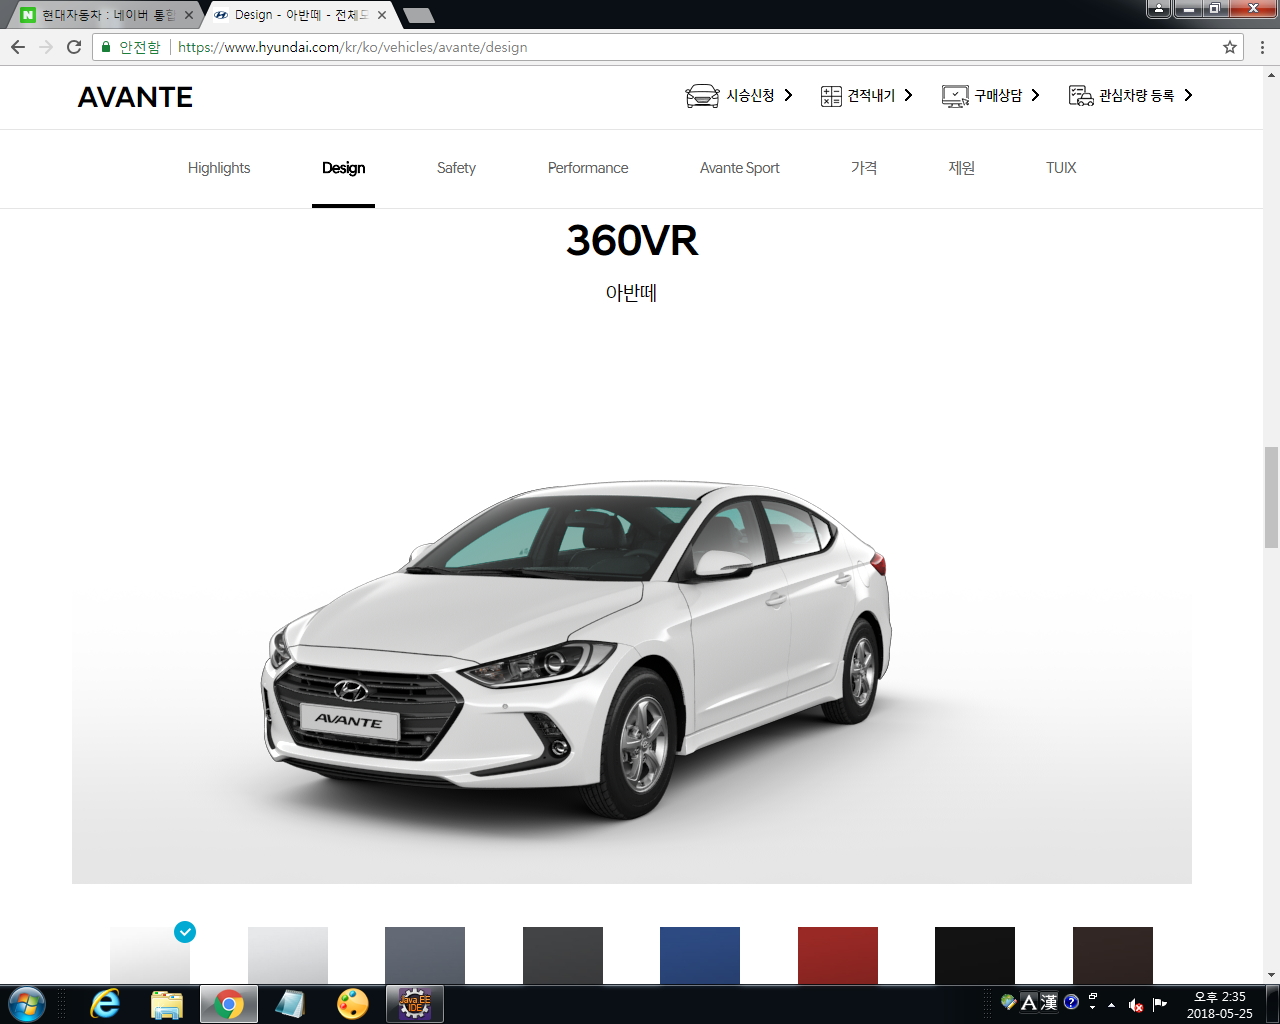 현대자동차 : 네이버 통합
Design - 아반떼 - 전체모
안전함
https://www.hyundai.com/kr/ko/vehicles/avante/design
AVANTE
시승신청
견적내기
구매상담
관심차량 등록
Highlights
Design
Safety
Performance
Avante Sport
가격
제원
TUIX
360VR
아반떼
AVANTE
Java EE
IDE
A 漢
오후 2:35
2018-05-25